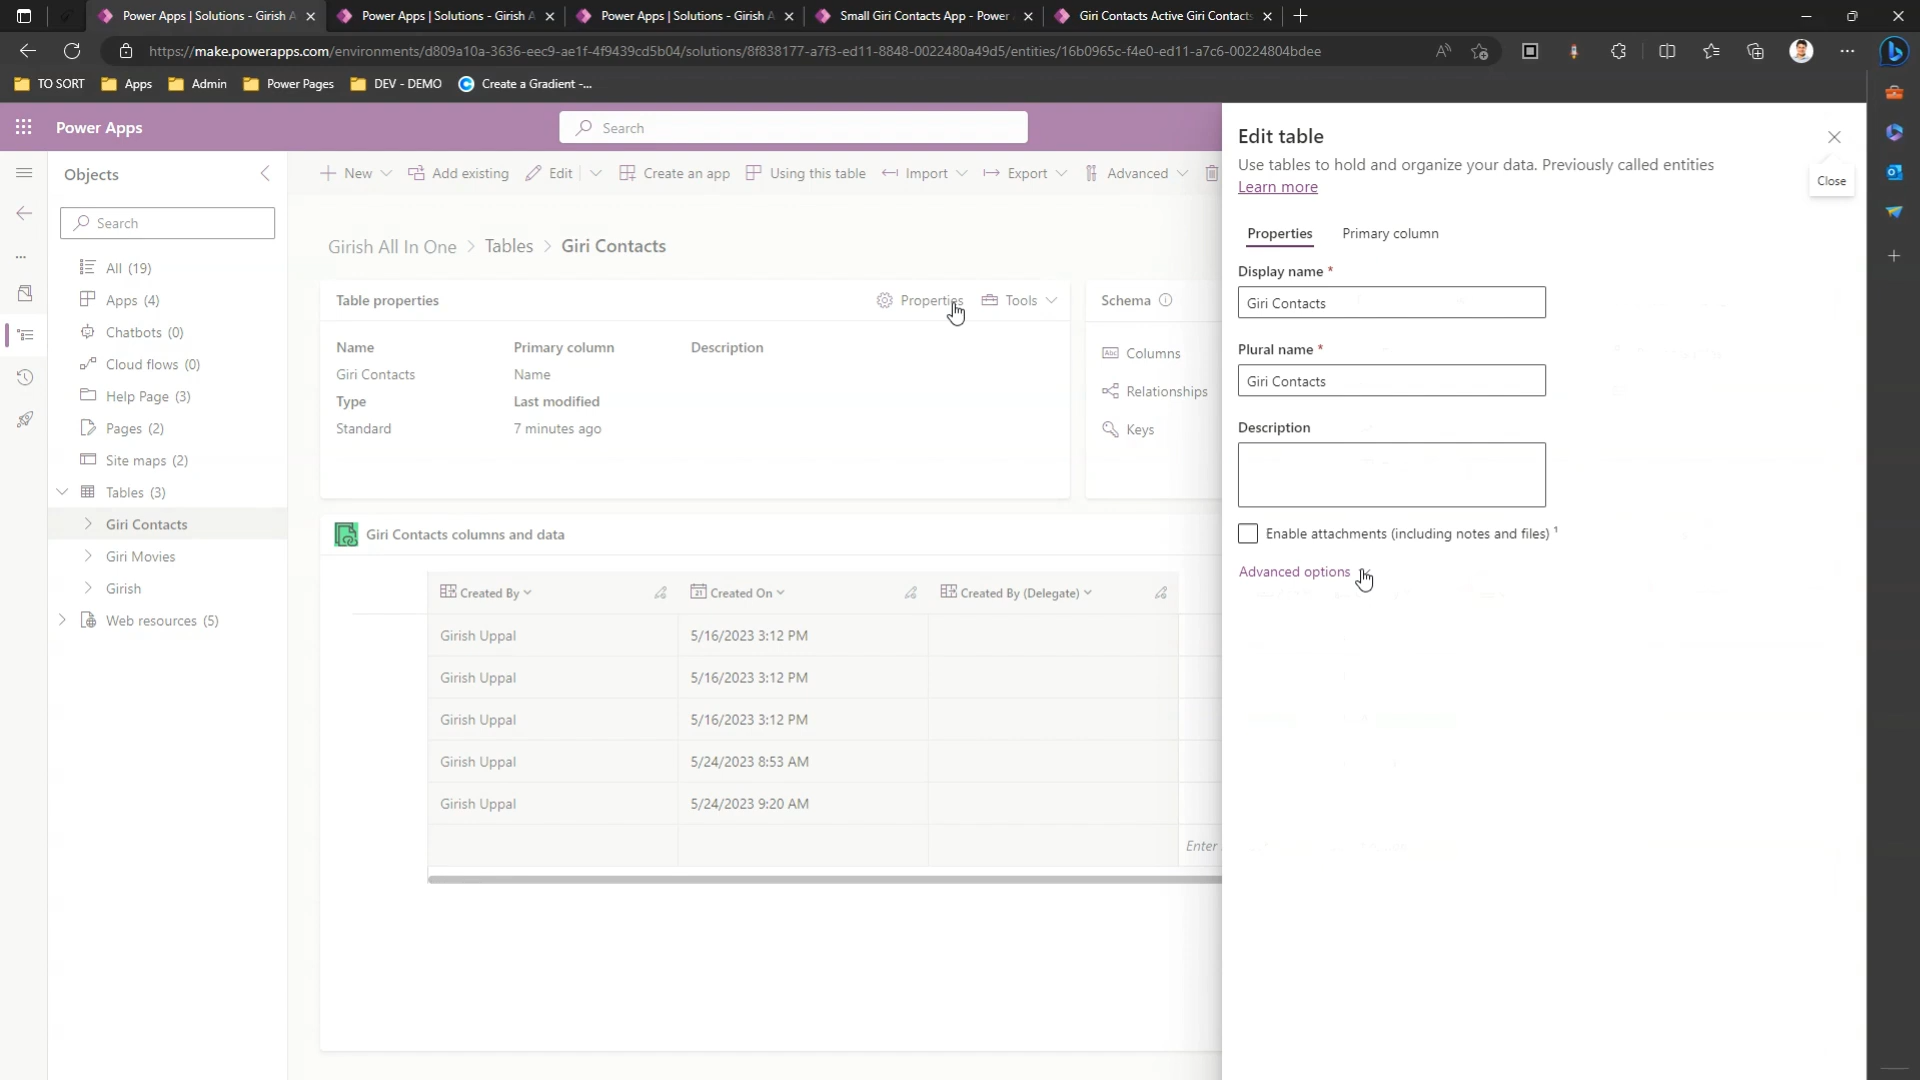 Power Apps | Solutions - Girish A
Power Apps | Solutions - Girish A
Power Apps | Solutions - Girish A
Small Giri Contacts App - Power
Giri Contacts Active Giri Contacts
https://make.powerapps.com/environments/d809a10a-3636-eec9-ae1f-4f9439cd5b04/solutions/8f838177-a7f3-ed11-8848-0022480a49d5/entities/16b0965c-f4e0-ed11-a7c6-00224804bdee
TO SORT Apps Admin Power Pages DEV - DEMO Create a Gradient -...
Power Apps
Search
Objects
Search
All (19)
Apps (4)
Chatbots (0)
Cloud flows (0)
Help Page (3)
Pages (2)
Site maps (2)
Tables (3)
Giri Contacts
Giri Movies
Girish
Web resources (5)
New Add existing Edit Create an app Using this table Import Export Advanced
Girish All In One > Tables > Giri Contacts
Table properties Properties Tools
Name Primary column Description
Giri Contacts Name
Type Last modified
Standard 7 minutes ago
Schema
Columns
Relationships
Keys
Giri Contacts columns and data
Created By Created On Created By (Delegate)
Girish Uppal 5/16/2023 3:12 PM
Girish Uppal 5/16/2023 3:12 PM
Girish Uppal 5/16/2023 3:12 PM
Girish Uppal 5/24/2023 8:53 AM
Girish Uppal 5/24/2023 9:20 AM
Enter
Edit table
Use tables to hold and organize your data. Previously called entities
Learn more
Close
Properties Primary column
Display name *
Giri Contacts
Plural name *
Giri Contacts
Description
Enable attachments (including notes and files) ¹
Advanced options